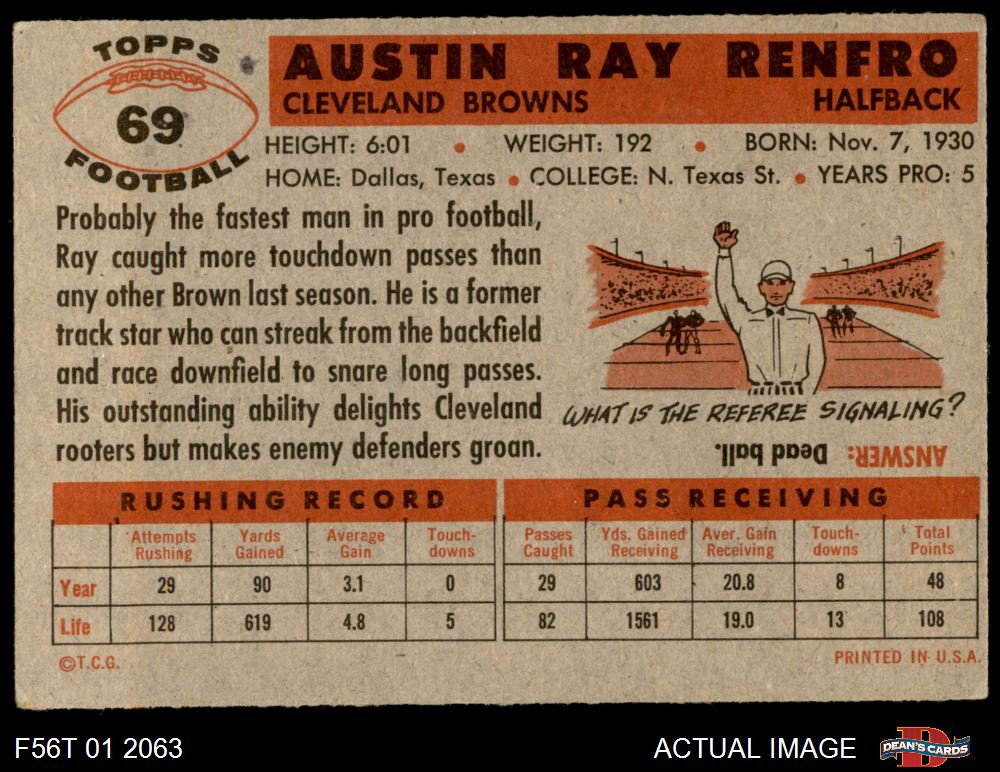 TOPPS
69
FOOTBALL
AUSTIN RAY RENFRO
CLEVELAND BROWNS HALFBACK
HEIGHT: 6:01 • WEIGHT: 192 • BORN: Nov. 7, 1930
HOME: Dallas, Texas • COLLEGE: N. Texas St. • YEARS PRO: 5
Probably the fastest man in pro football,
Ray caught more touchdown passes than
any other Brown last season. He is a former
track star who can streak from the backfield
and race downfield to snare long passes.
His outstanding ability delights Cleveland
rooters but makes enemy defenders groan.
WHAT IS THE REFEREE SIGNALING?
ANSWER: Dead ball.
RUSHING RECORD
Attempts Rushing Yards Gained Average Gain Touch-downs
Year 29 90 3.1 0
Life 128 619 4.8 5
PASS RECEIVING
Passes Caught Yds. Gained Receiving Aver. Gain Receiving Touch-downs Total Points
29 603 20.8 8 48
82 1561 19.0 13 108
©T.C.G. PRINTED IN U.S.A.
F56T 01 2063 ACTUAL IMAGE D DEAN'S CARDS